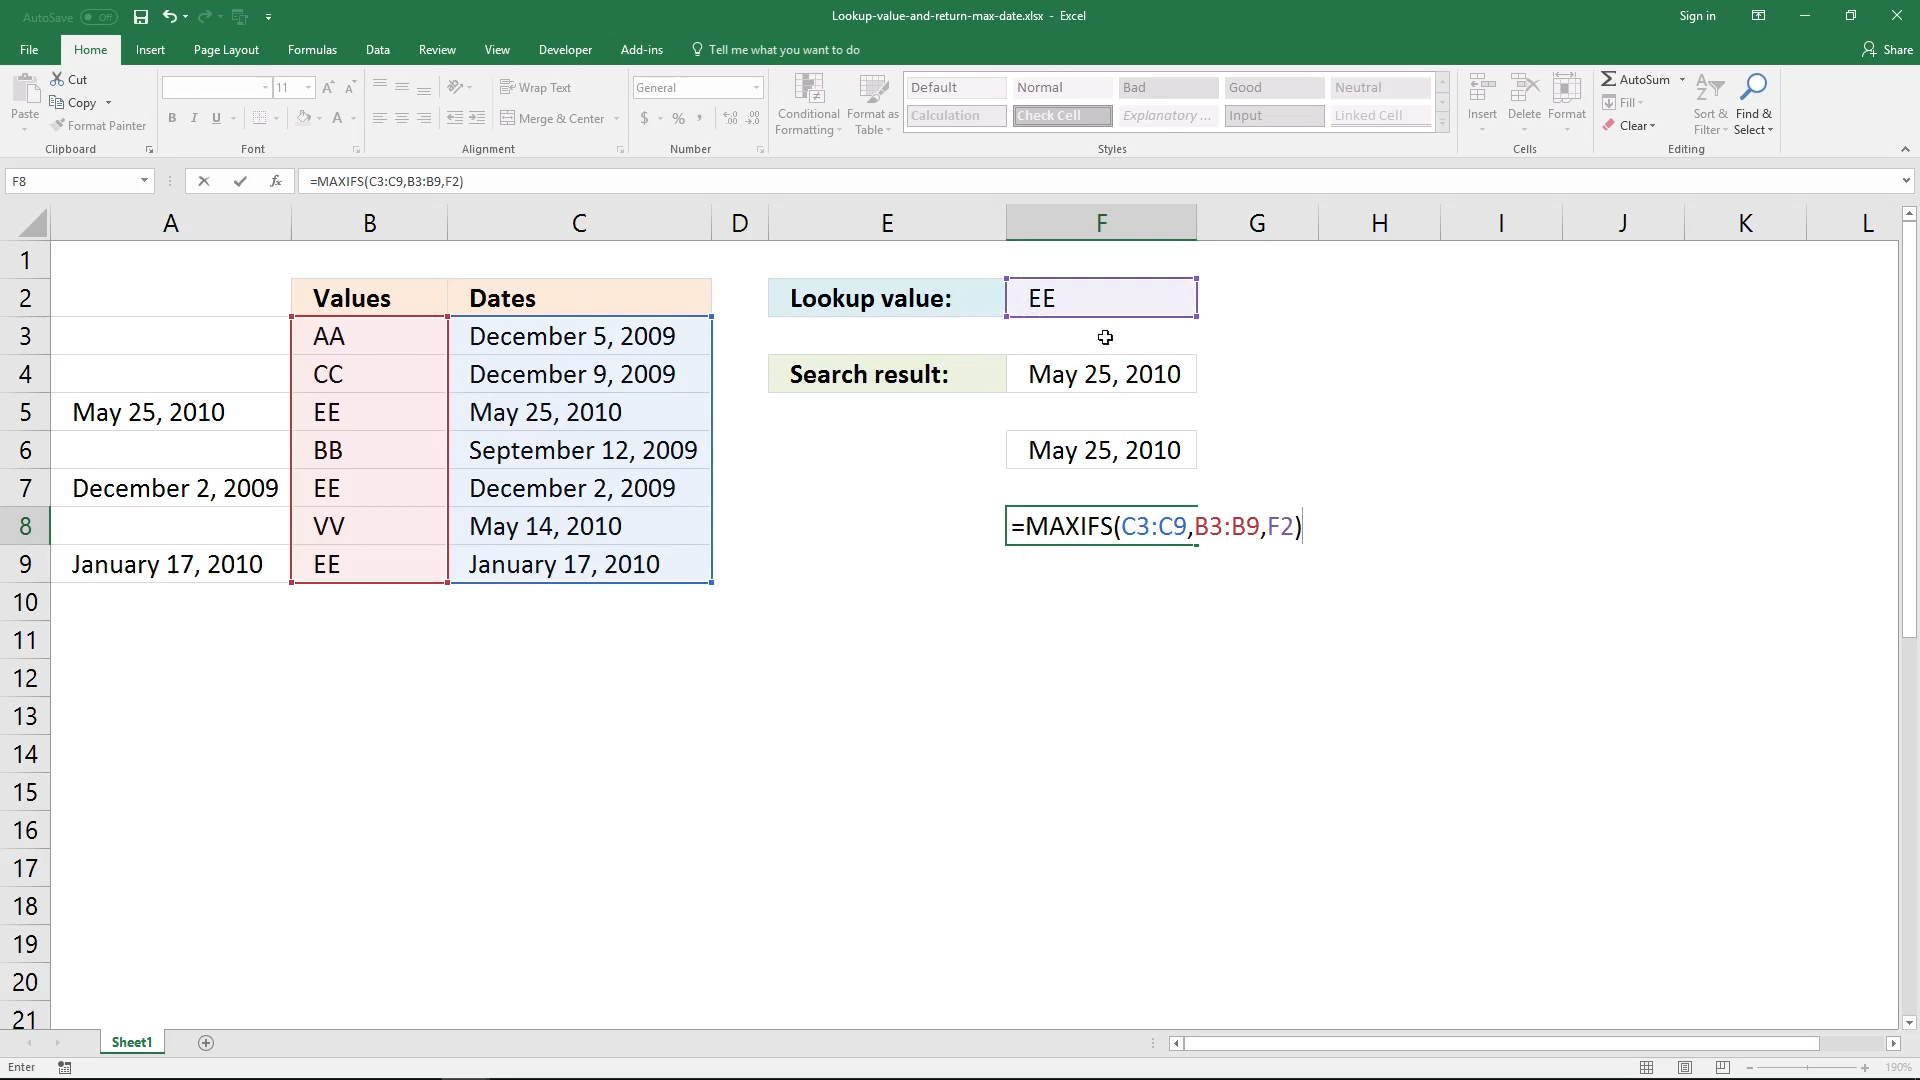 AutoSave Off
Lookup-value-and-return-max-date.xlsx - Excel
Sign in
File Home Insert Page Layout Formulas Data Review View Developer Add-ins Tell me what you want to do Share
Paste
Cut
Copy
Format Painter
Clipboard
11
B I U
Font
Wrap Text
Merge & Center
Alignment
General
$ % ,
Number
Conditional Formatting
Format as Table
Default Normal Bad Good Neutral
Calculation Check Cell Explanatory ... Input Linked Cell
Styles
Insert Delete Format
Cells
AutoSum
Fill
Clear
Sort & Filter
Find & Select
Editing
F8 fx =MAXIFS(C3:C9,B3:B9,F2)
A B C D E F G H I J K L
1
2 Values Dates Lookup value: EE
3 AA December 5, 2009
4 CC December 9, 2009 Search result: May 25, 2010
5 May 25, 2010 EE May 25, 2010
6 BB September 12, 2009 May 25, 2010
7 December 2, 2009 EE December 2, 2009
8 VV May 14, 2010 =MAXIFS(C3:C9,B3:B9,F2)
9 January 17, 2010 EE January 17, 2010
10
11
12
13
14
15
16
17
18
19
20
21
Sheet1
Enter
190%